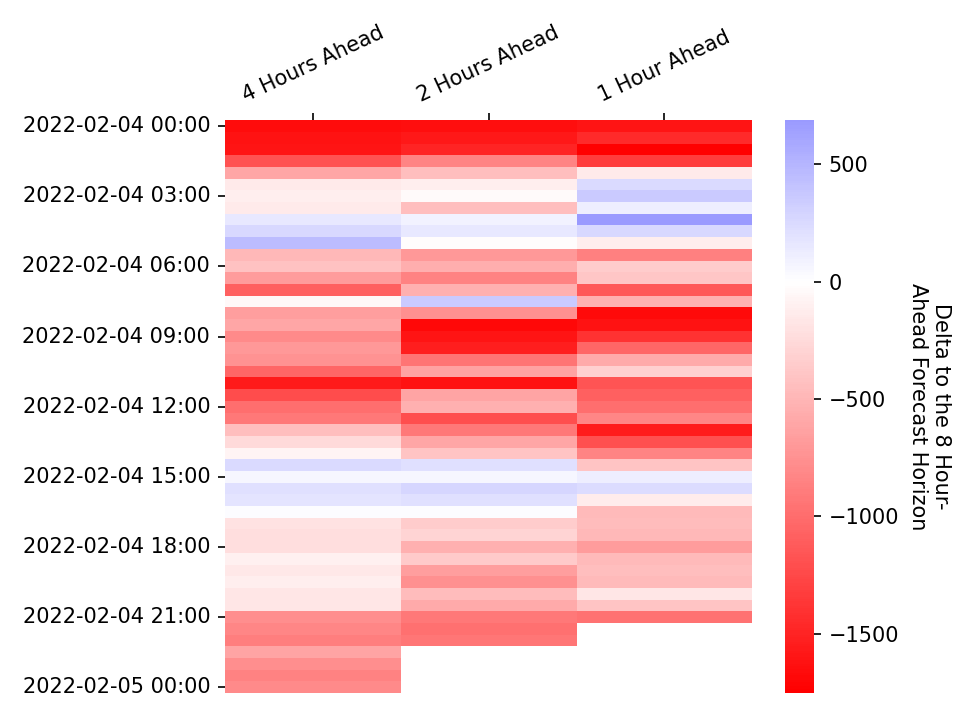 4 Hours Ahead
2 Hours Ahead
1 Hour Ahead
2022-02-04 00:00
2022-02-04 03:00
2022-02-04 06:00
2022-02-04 09:00
2022-02-04 12:00
2022-02-04 15:00
2022-02-04 18:00
2022-02-04 21:00
2022-02-05 00:00
500
0
−500
−1000
−1500
Delta to the 8 Hour-
Ahead Forecast Horizon